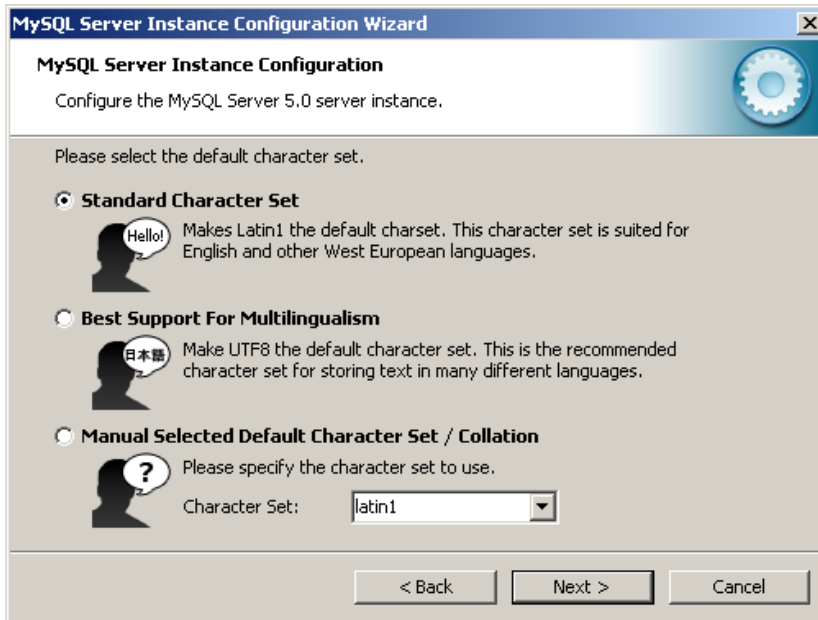 MySQL Server Instance Configuration Wizard
MySQL Server Instance Configuration
Configure the MySQL Server 5.0 server instance.
Please select the default character set.
Standard Character Set
Hello!
Makes Latin1 the default charset. This character set is suited for
English and other West European languages.
Best Support For Multilingualism
日本語
Make UTF8 the default character set. This is the recommended
character set for storing text in many different languages.
Manual Selected Default Character Set / Collation
?
Please specify the character set to use.
Character Set: latin1
< Back Next > Cancel